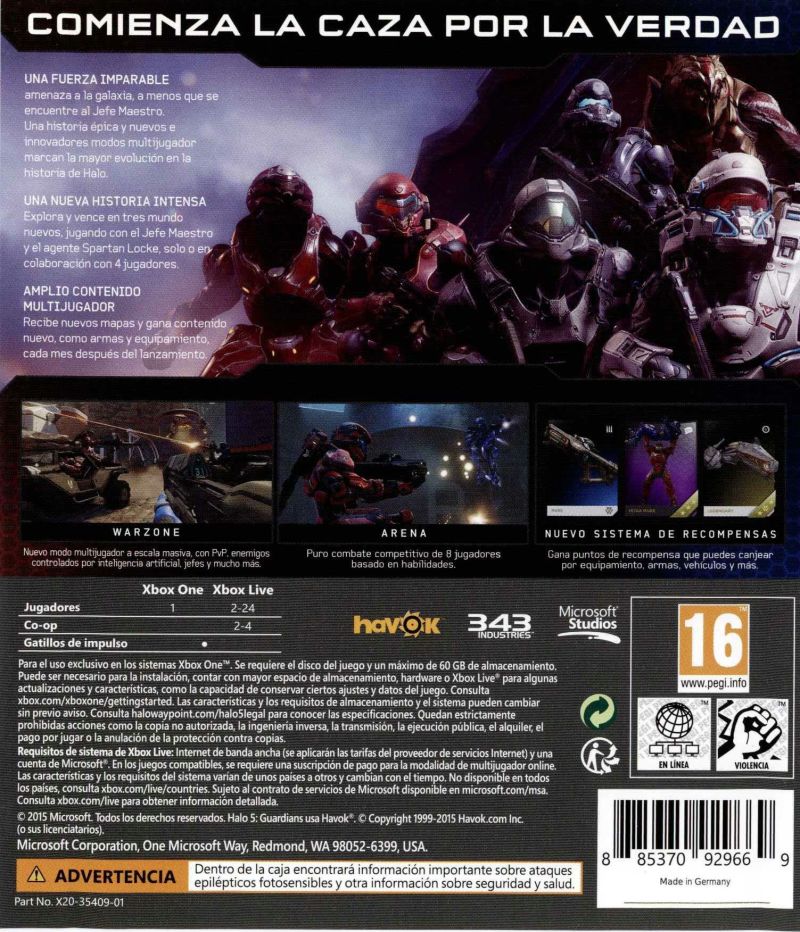 COMIENZA LA CAZA POR LA VERDAD
UNA FUERZA IMPARABLE
amenaza a la galaxia, a menos que se
encuentre al Jefe Maestro.
Una historia épica y nuevos e
innovadores modos multijugador
marcan la mayor evolución en la
historia de Halo.
UNA NUEVA HISTORIA INTENSA
Explora y vence en tres mundo
nuevos, jugando con el Jefe Maestro
y el agente Spartan Locke, solo o en
colaboración con 4 jugadores.
AMPLIO CONTENIDO
MULTIJUGADOR
Recibe nuevos mapas y gana contenido
nuevo, como armas y equipamiento,
cada mes después del lanzamiento.
WARZONE
Nuevo modo multijugador a escala masiva, con PvP, enemigos
controlados por inteligencia artificial, jefes y mucho más.
ARENA
Puro combate competitivo de 8 jugadores
basado en habilidades.
RARE
ULTRA RARE
LEGENDARY
NUEVO SISTEMA DE RECOMPENSAS
Gana puntos de recompensa que puedes canjear
por equipamiento, armas, vehículos y más.
Xbox One Xbox Live
Jugadores 1 2-24
Co-op 2-4
Gatillos de impulso •
havok
343
INDUSTRIES™
Microsoft®
Studios
Para el uso exclusivo en los sistemas Xbox One™. Se requiere el disco del juego y un máximo de 60 GB de almacenamiento.
Puede ser necesario para la instalación, contar con mayor espacio de almacenamiento, hardware o Xbox Live® para algunas
actualizaciones y características, como la capacidad de conservar ciertos ajustes y datos del juego. Consulta
xbox.com/xboxone/gettingstarted. Las características y los requisitos del almacenamiento y el sistema pueden cambiar
sin previo aviso. Consulta halowaypoint.com/halo5legal para conocer las especificaciones. Quedan estrictamente
prohibidas acciones como la copia no autorizada, la ingeniería inversa, la transmisión, la ejecución pública, el alquiler, el
pago por jugar o la anulación de la protección contra copias.
Requisitos de sistema de Xbox Live: Internet de banda ancha (se aplicarán las tarifas del proveedor de servicios Internet) y una
cuenta de Microsoft®. En los juegos compatibles, se requiere una suscripción de pago para la modalidad de multijugador online.
Las características y los requisitos del sistema varían de unos países a otros y cambian con el tiempo. No disponible en todos
los países, consulta xbox.com/live/countries. Sujeto al contrato de servicios de Microsoft disponible en microsoft.com/msa.
Consulta xbox.com/live para obtener información detallada.
© 2015 Microsoft. Todos los derechos reservados. Halo 5: Guardians usa Havok®. © Copyright 1999-2015 Havok.com Inc.
(o sus licenciatarios).
Microsoft Corporation, One Microsoft Way, Redmond, WA 98052-6399, USA.
ADVERTENCIA
Dentro de la caja encontrará información importante sobre ataques
epilépticos fotosensibles y otra información sobre seguridad y salud.
Part No. X20-35409-01
16
www.pegi.info
EN LÍNEA
VIOLENCIA
8 85370 92966 9
Made in Germany